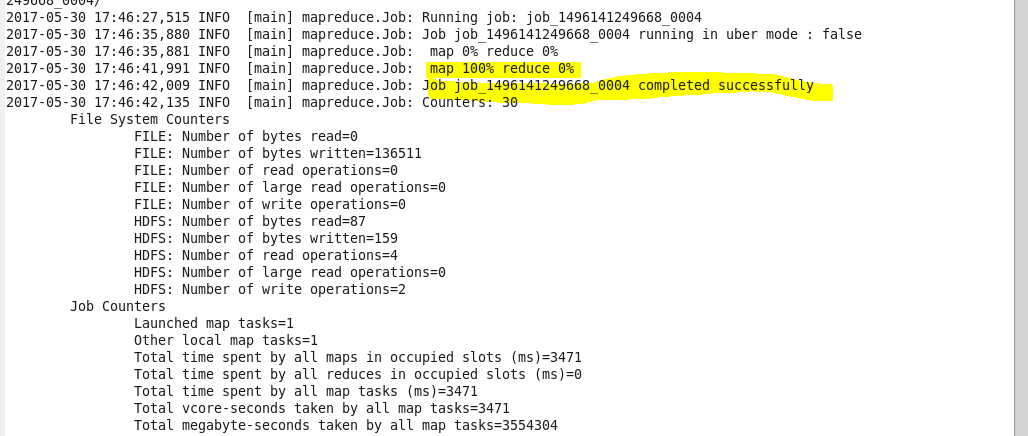 249668_0004/
2017-05-30 17:46:27,515 INFO  [main] mapreduce.Job: Running job: job_1496141249668_0004
2017-05-30 17:46:35,880 INFO  [main] mapreduce.Job: Job job_1496141249668_0004 running in uber mode : false
2017-05-30 17:46:35,881 INFO  [main] mapreduce.Job:  map 0% reduce 0%
2017-05-30 17:46:41,991 INFO  [main] mapreduce.Job:  map 100% reduce 0%
2017-05-30 17:46:42,009 INFO  [main] mapreduce.Job: Job job_1496141249668_0004 completed successfully
2017-05-30 17:46:42,135 INFO  [main] mapreduce.Job: Counters: 30
File System Counters
FILE: Number of bytes read=0
FILE: Number of bytes written=136511
FILE: Number of read operations=0
FILE: Number of large read operations=0
FILE: Number of write operations=0
HDFS: Number of bytes read=87
HDFS: Number of bytes written=159
HDFS: Number of read operations=4
HDFS: Number of large read operations=0
HDFS: Number of write operations=2
Job Counters
Launched map tasks=1
Other local map tasks=1
Total time spent by all maps in occupied slots (ms)=3471
Total time spent by all reduces in occupied slots (ms)=0
Total time spent by all map tasks (ms)=3471
Total vcore-seconds taken by all map tasks=3471
Total megabyte-seconds taken by all map tasks=3554304